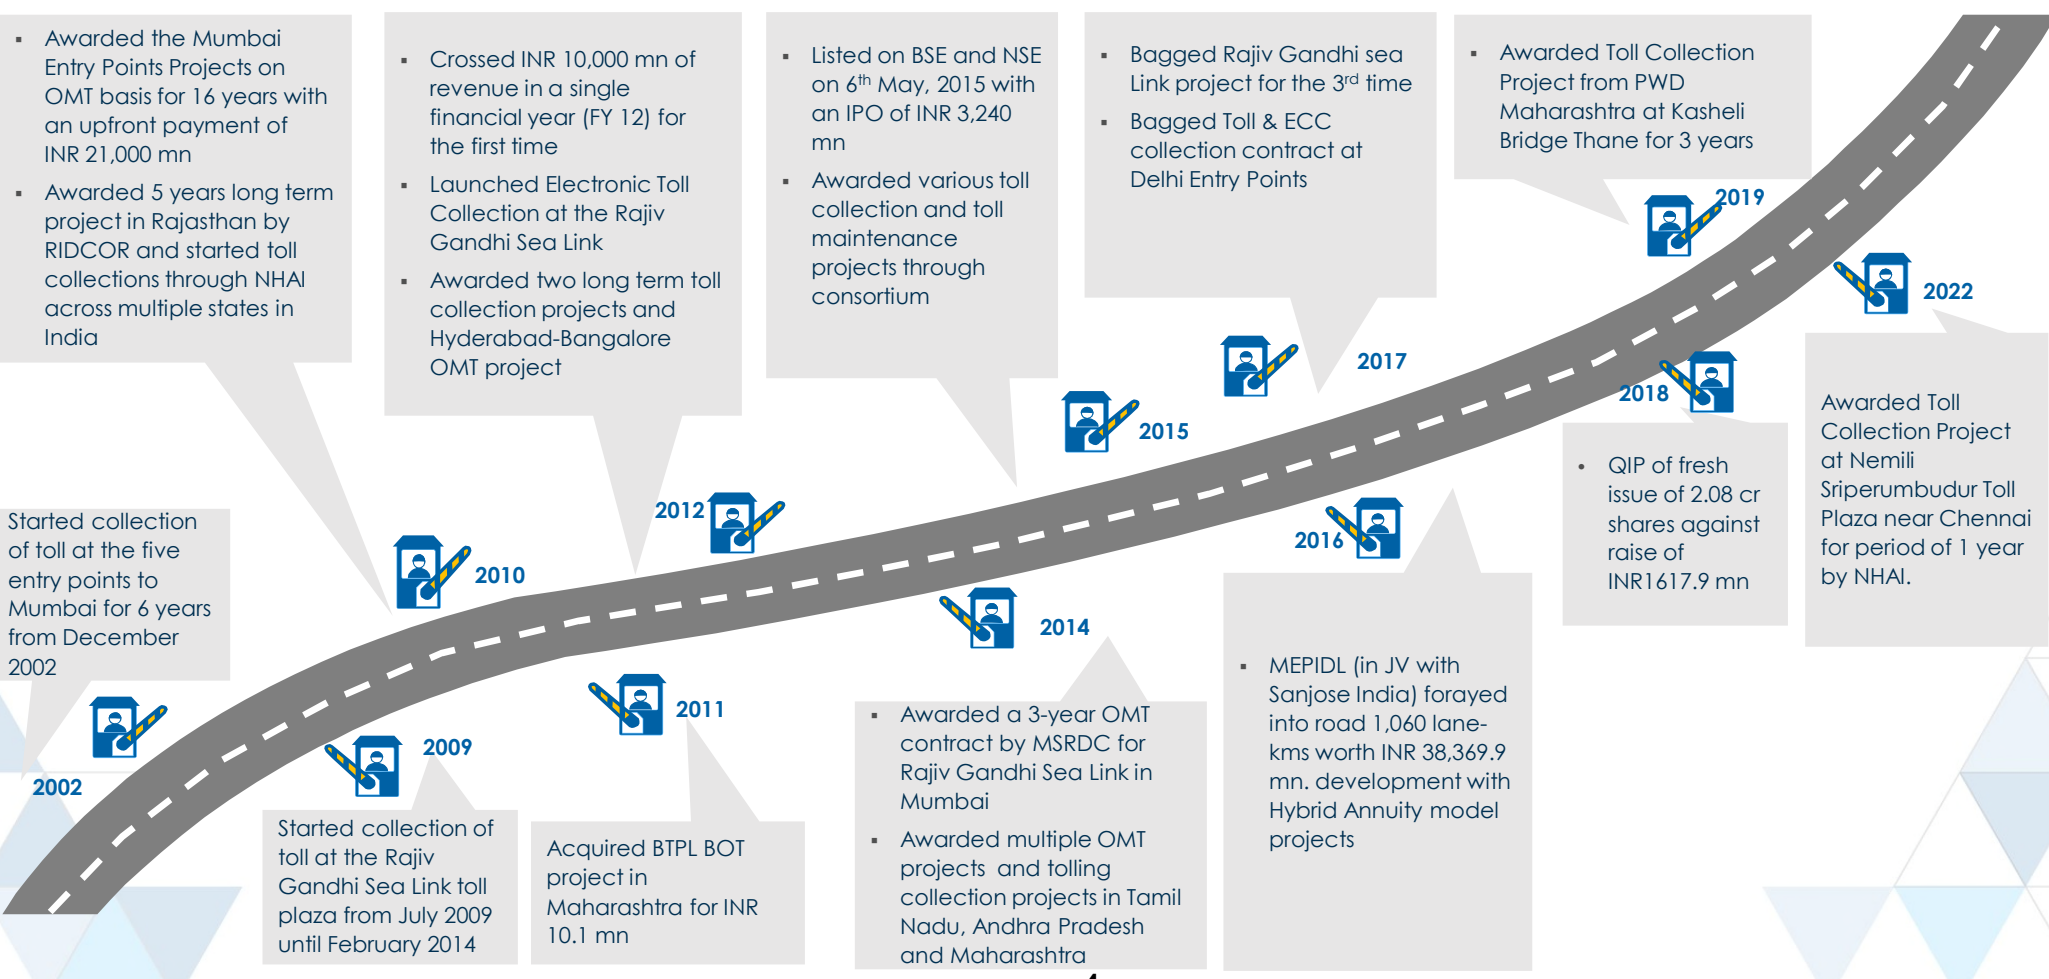 ▪ Awarded the Mumbai
Entry Points Projects on
OMT basis for 16 years with
an upfront payment of
INR 21,000 mn
▪ Awarded 5 years long term
project in Rajasthan by
RIDCOR and started toll
collections through NHAI
across multiple states in
India
▪ Crossed INR 10,000 mn of
revenue in a single
financial year (FY 12) for
the first time
▪ Launched Electronic Toll
Collection at the Rajiv
Gandhi Sea Link
▪ Awarded two long term toll
collection projects and
Hyderabad-Bangalore
OMT project
▪ Listed on BSE and NSE
on 6th May, 2015 with
an IPO of INR 3,240
mn
▪ Awarded various toll
collection and toll
maintenance
projects through
consortium
▪ Bagged Rajiv Gandhi sea
Link project for the 3rd time
▪ Bagged Toll & ECC
collection contract at
Delhi Entry Points
▪ Awarded Toll Collection
Project from PWD
Maharashtra at Kasheli
Bridge Thane for 3 years
2019
2022
2017
2018
2015
2012
2016
2010
2014
2011
2009
2002
Started collection
of toll at the five
entry points to
Mumbai for 6 years
from December
2002
Started collection of
toll at the Rajiv
Gandhi Sea Link toll
plaza from July 2009
until February 2014
Acquired BTPL BOT
project in
Maharashtra for INR
10.1 mn
▪ Awarded a 3-year OMT
contract by MSRDC for
Rajiv Gandhi Sea Link in
Mumbai
▪ Awarded multiple OMT
projects and tolling
collection projects in Tamil
Nadu, Andhra Pradesh
and Maharashtra
▪ MEPIDL (in JV with
Sanjose India) forayed
into road 1,060 lane-
kms worth INR 38,369.9
mn. development with
Hybrid Annuity model
projects
• QIP of fresh
issue of 2.08 cr
shares against
raise of
INR1617.9 mn
Awarded Toll
Collection Project
at Nemili
Sriperumbudur Toll
Plaza near Chennai
for period of 1 year
by NHAI.